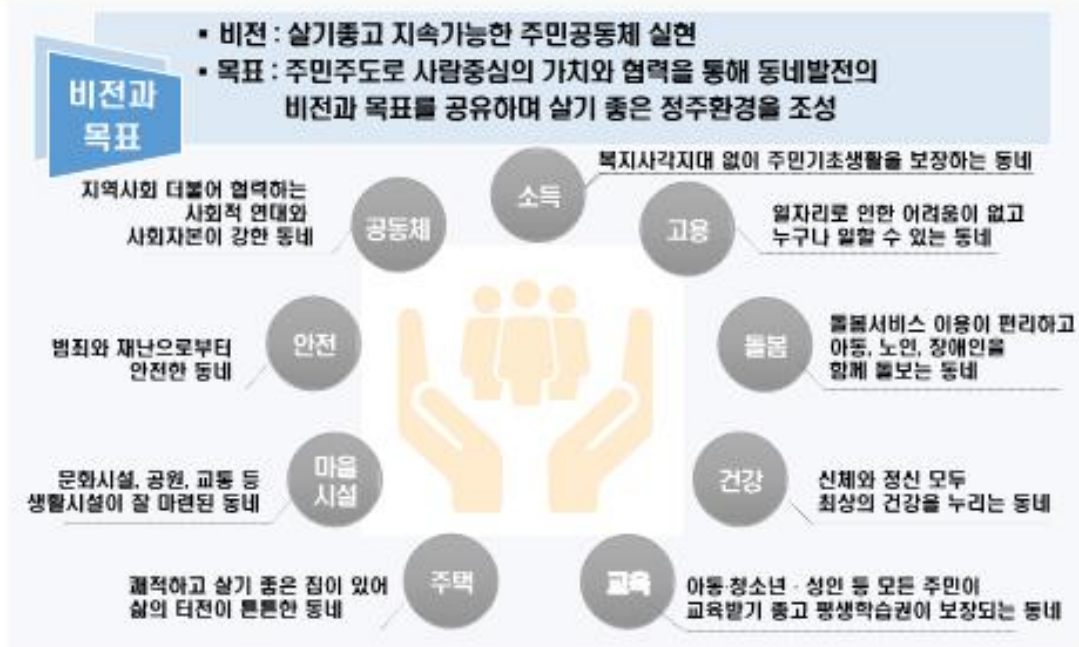 비전과
목표
▪ 비전 : 살기좋고 지속가능한 주민공동체 실현
▪ 목표 : 주민주도로 사람중심의 가치와 협력을 통해 동네발전의
비전과 목표를 공유하며 살기 좋은 정주환경을 조성
소득
복지사각지대 없이 주민기초생활을 보장하는 동네
고용
일자리로 인한 어려움이 없고
누구나 일할 수 있는 동네
돌봄
돌봄서비스 이용이 편리하고
아동, 노인, 장애인을
함께 돌보는 동네
건강
신체와 정신 모두
최상의 건강을 누리는 동네
교육
아동·청소년 · 성인 등 모든 주민이
교육받기 좋고 평생학습권이 보장되는 동네
주택
쾌적하고 살기 좋은 집이 있어
삶의 터전이 튼튼한 동네
마을
시설
문화시설, 공원, 교통 등
생활시설이 잘 마련된 동네
안전
범죄와 재난으로부터
안전한 동네
공동체
지역사회 더불어 협력하는
사회적 연대와
사회자본이 강한 동네